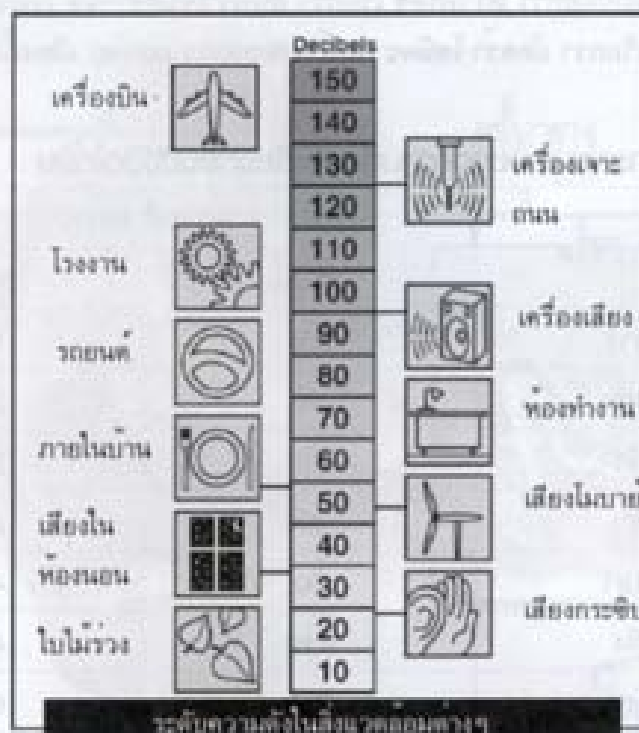 Decibels
150
140
130
120
110
100
90
80
70
60
50
40
30
20
10
เครื่องบิน
โรงงาน
รถยนต์
ภายในบ้าน
เสียงใน
ห้องนอน
ใบไม้ร่วง
เครื่องเจาะ
ถนน
เครื่องเสียง
ห้องทำงาน
เสียงกระซิบ
ระดับความดังในสิ่งแวดล้อมต่างๆ